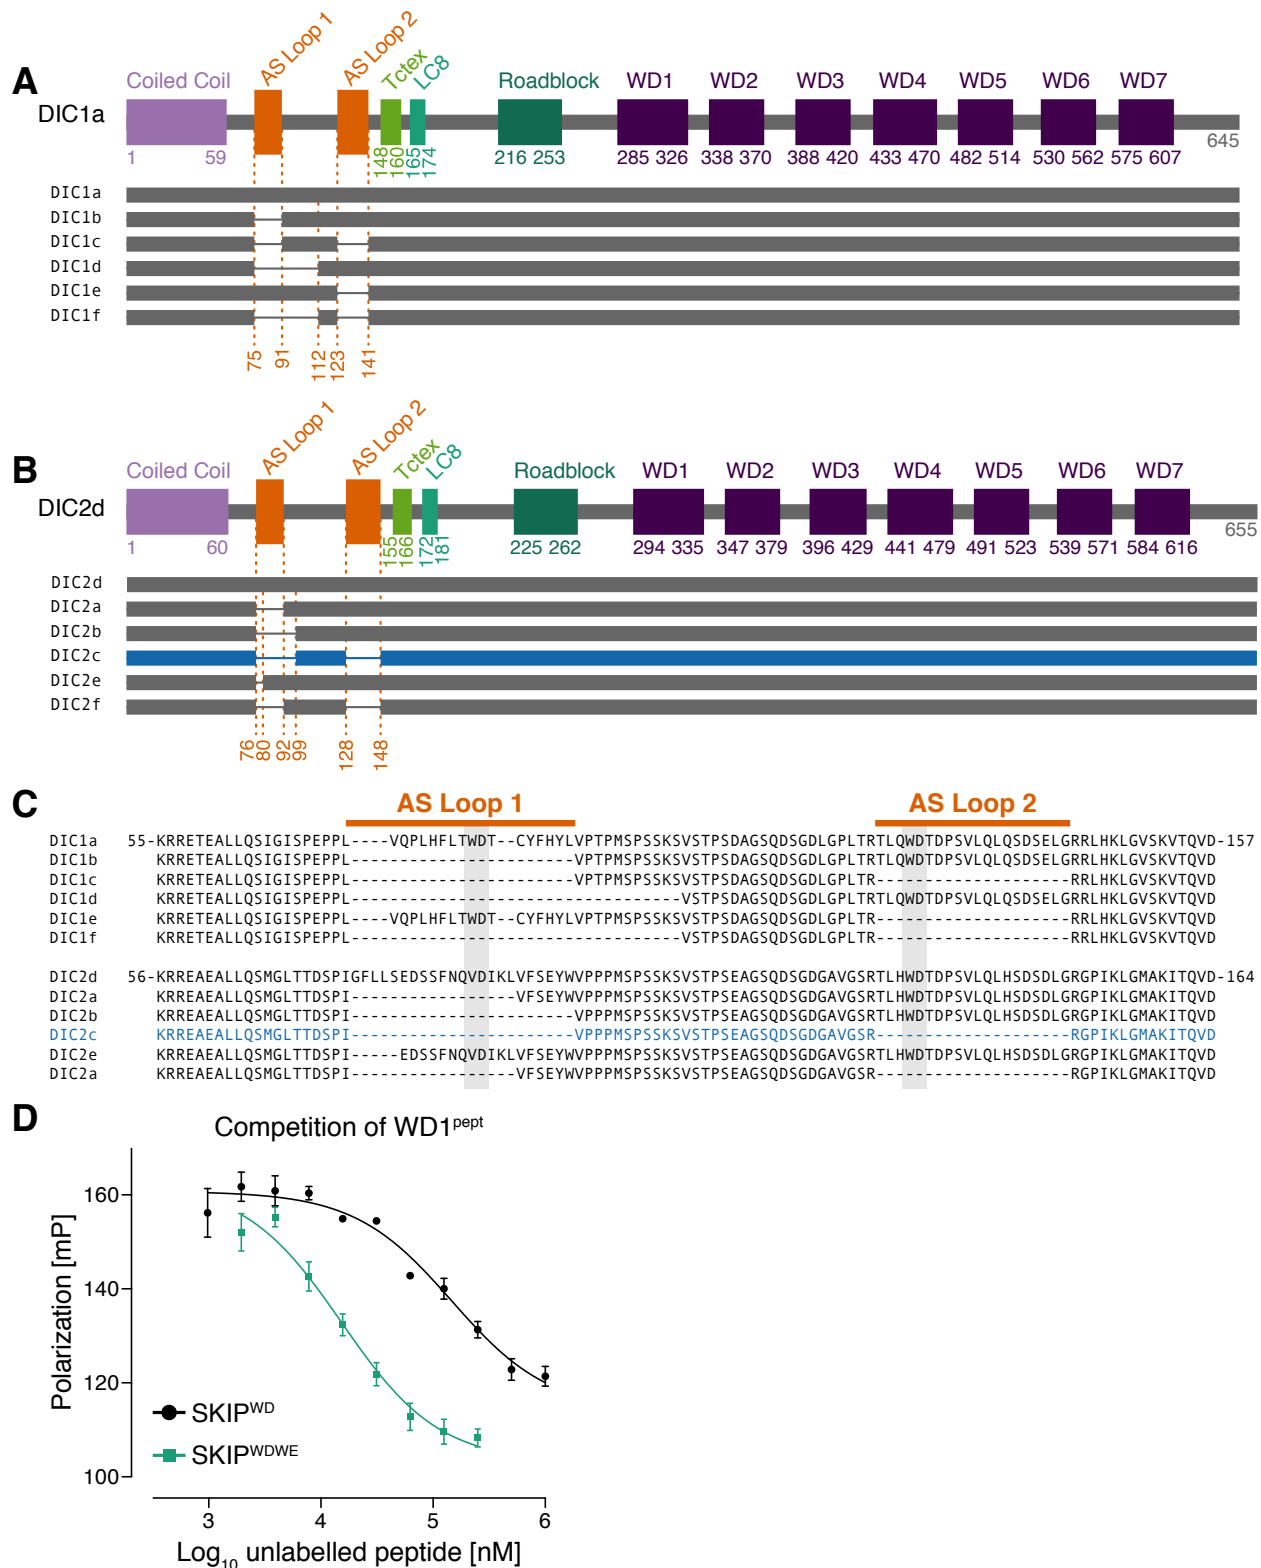 A
AS Loop 1
AS Loop 2
Tctex
LC8
Coiled Coil
Roadblock
WD1 WD2 WD3 WD4 WD5 WD6 WD7
DIC1a
1 59
148
160
165
174
216 253
285 326 338 370 388 420 433 470 482 514 530 562 575 607
645
DIC1a
DIC1b
DIC1c
DIC1d
DIC1e
DIC1f
75
91
112
123
141
B
AS Loop 1
AS Loop 2
Tctex
LC8
Coiled Coil
Roadblock
WD1 WD2 WD3 WD4 WD5 WD6 WD7
DIC2d
1 60
155
166
172
181
225 262
294 335 347 379 396 429 441 479 491 523 539 571 584 616
655
DIC2d
DIC2a
DIC2b
DIC2c
DIC2e
DIC2f
76
80
92
99
128
148
C
AS Loop 1 AS Loop 2
DIC1a 55-KRRETEALLQSIGISPEPPL----VQPLHFLTWDT--CYFHYLVPTPMSPSSKSVSTPSDAGSQDSGDLGPLTRTLQWDTDPSVLQLQSDSELGRRLHKLGVSKVTQVD-157
DIC1b KRRETEALLQSIGISPEPPL-----------------------VPTPMSPSSKSVSTPSDAGSQDSGDLGPLTRTLQWDTDPSVLQLQSDSELGRRLHKLGVSKVTQVD
DIC1c KRRETEALLQSIGISPEPPL-----------------------VPTPMSPSSKSVSTPSDAGSQDSGDLGPLTR--------------------RRLHKLGVSKVTQVD
DIC1d KRRETEALLQSIGISPEPPL----------------------------------VSTPSDAGSQDSGDLGPLTRTLQWDTDPSVLQLQSDSELGRRLHKLGVSKVTQVD
DIC1e KRRETEALLQSIGISPEPPL----VQPLHFLTWDT--CYFHYLVPTPMSPSSKSVSTPSDAGSQDSGDLGPLTR--------------------RRLHKLGVSKVTQVD
DIC1f KRRETEALLQSIGISPEPPL----------------------------------VSTPSDAGSQDSGDLGPLTR--------------------RRLHKLGVSKVTQVD
DIC2d 56-KRREAEALLQSMGLTTDSPIGFLLSEDSSFNQVDIKLVFSEYWVPPPMSPSSKSVSTPSEAGSQDSGDGAVGSRTLHWDTDPSVLQLHSDSDLGRGPIKLGMAKITQVD-164
DIC2a KRREAEALLQSMGLTTDSPI-----------------VFSEYWVPPPMSPSSKSVSTPSEAGSQDSGDGAVGSRTLHWDTDPSVLQLHSDSDLGRGPIKLGMAKITQVD
DIC2b KRREAEALLQSMGLTTDSPI-----------------------VPPPMSPSSKSVSTPSEAGSQDSGDGAVGSRTLHWDTDPSVLQLHSDSDLGRGPIKLGMAKITQVD
DIC2c KRREAEALLQSMGLTTDSPI-----------------------VPPPMSPSSKSVSTPSEAGSQDSGDGAVGSR--------------------RGPIKLGMAKITQVD
DIC2e KRREAEALLQSMGLTTDSPI-----EDSSFNQVDIKLVFSEYWVPPPMSPSSKSVSTPSEAGSQDSGDGAVGSRTLHWDTDPSVLQLHSDSDLGRGPIKLGMAKITQVD
DIC2a KRREAEALLQSMGLTTDSPI-----------------VFSEYWVPPPMSPSSKSVSTPSEAGSQDSGDGAVGSR--------------------RGPIKLGMAKITQVD
D
Competition of WD1pept
Polarization [mP]
160
140
120
100
SKIPWD
SKIPWDWE
3 4 5 6
Log10 unlabelled peptide [nM]